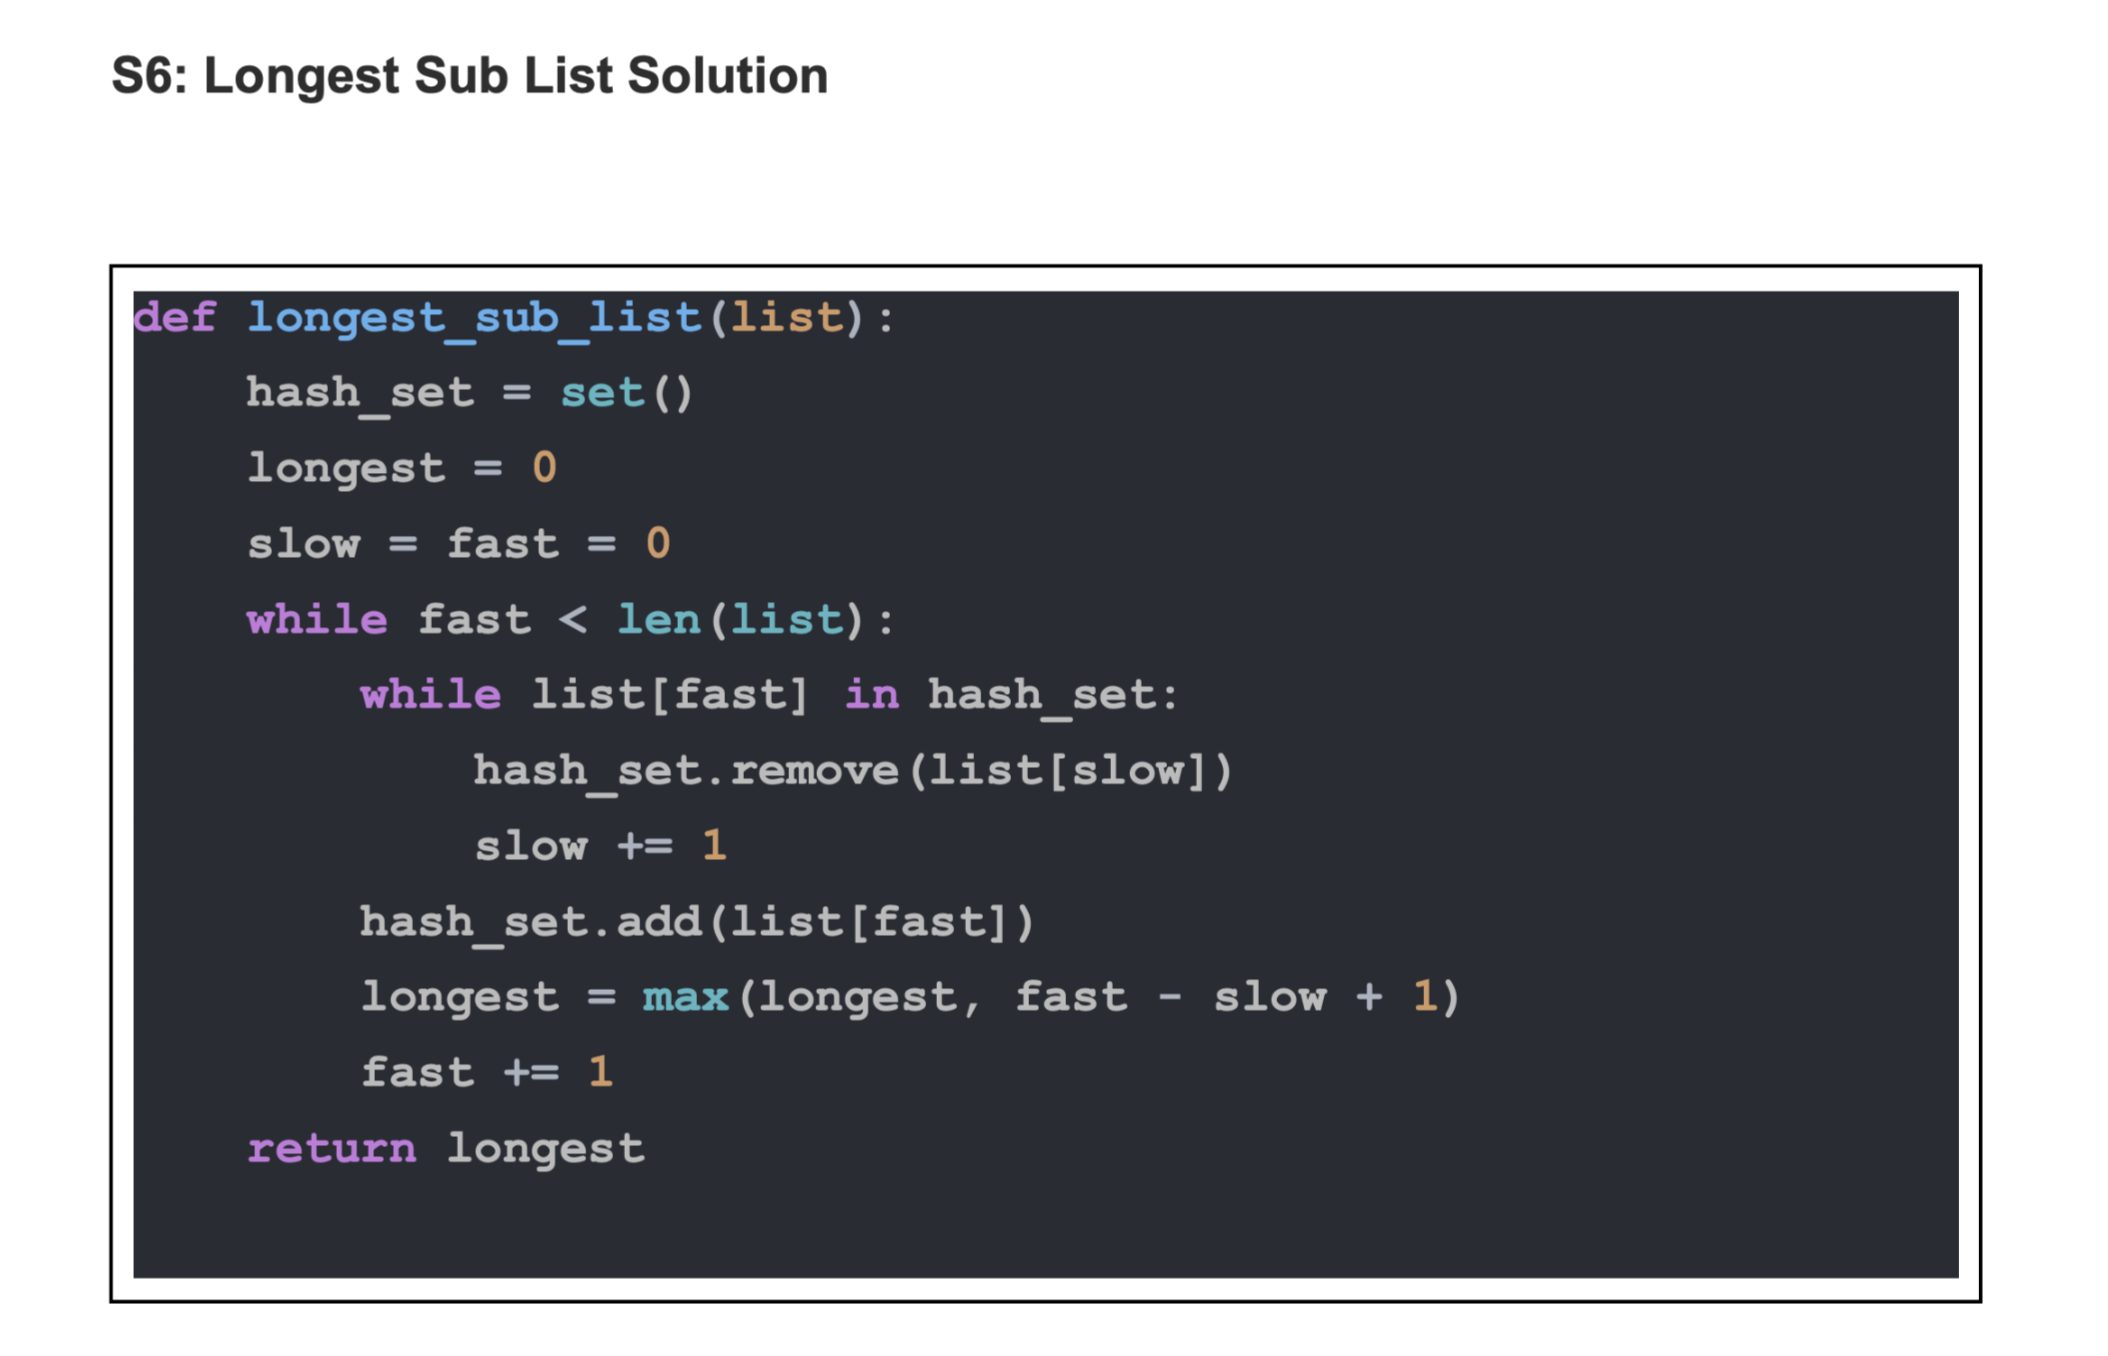 S6: Longest Sub List Solution
def longest_sub_list(list):
    hash_set = set()
    longest = 0
    slow = fast = 0
    while fast < len(list):
        while list[fast] in hash_set:
            hash_set.remove(list[slow])
            slow += 1
        hash_set.add(list[fast])
        longest = max(longest, fast - slow + 1)
        fast += 1
    return longest